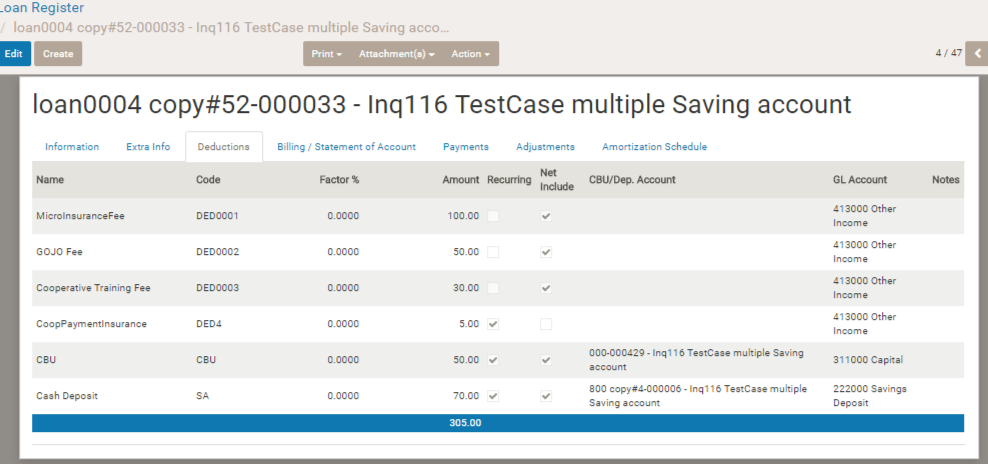 Loan Register
/ loan0004 copy#52-000033 - Inq116 TestCase multiple Saving acco...
Edit Create Print Attachment(s) Action 4 / 47
loan0004 copy#52-000033 - Inq116 TestCase multiple Saving account
Information Extra Info Deductions Billing / Statement of Account Payments Adjustments Amortization Schedule
Name Code Factor % Amount Recurring Net Include CBU/Dep. Account GL Account Notes
MicroInsuranceFee DED0001 0.0000 100.00 413000 Other Income
GOJO Fee DED0002 0.0000 50.00 413000 Other Income
Cooperative Training Fee DED0003 0.0000 30.00 413000 Other Income
CoopPaymentInsurance DED4 0.0000 5.00 413000 Other Income
CBU CBU 0.0000 50.00 000-000429 - Inq116 TestCase multiple Saving account 311000 Capital
Cash Deposit SA 0.0000 70.00 800 copy#4-000006 - Inq116 TestCase multiple Saving account 222000 Savings Deposit
305.00